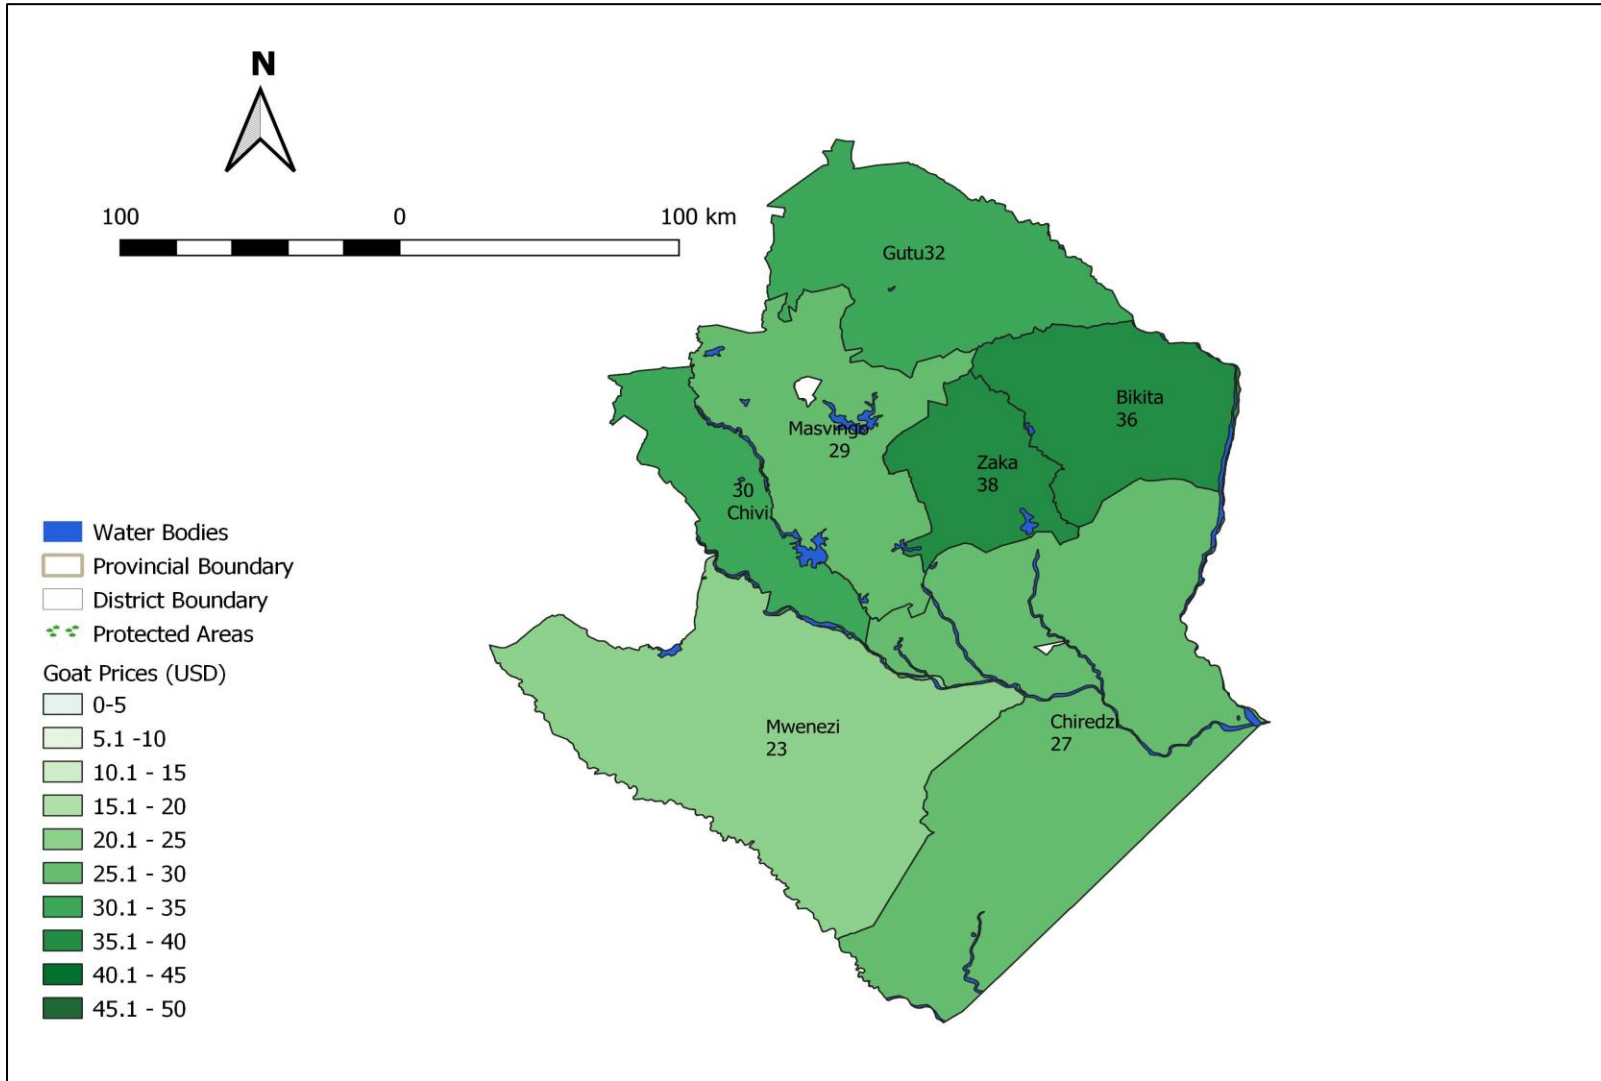 N
100 0 100 km
Gutu32
Bikita
36
Masvingo
29
Zaka
38
30
Chivi
Mwenezi
23
Chiredzi
27
Water Bodies
Provincial Boundary
District Boundary
Protected Areas
Goat Prices (USD)
0-5
5.1 -10
10.1 - 15
15.1 - 20
20.1 - 25
25.1 - 30
30.1 - 35
35.1 - 40
40.1 - 45
45.1 - 50